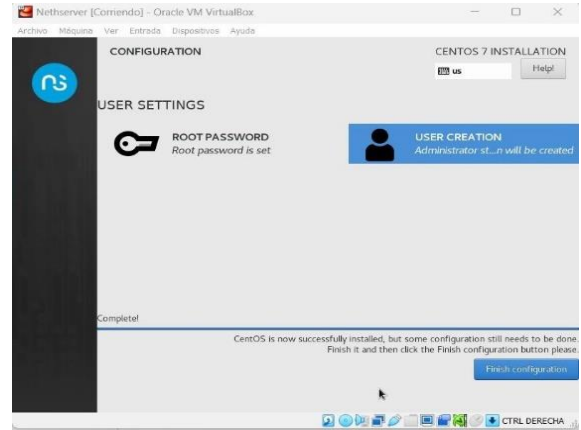 Nethserver [Corriendo] - Oracle VM VirtualBox
Archivo Máquina Ver Entrada Dispositivos Ayuda
CONFIGURATION
CENTOS 7 INSTALLATION
us
Help!
ns
USER SETTINGS
ROOT PASSWORD
Root password is set
USER CREATION
Administrator st...n will be created
Complete!
CentOS is now successfully installed, but some configuration still needs to be done.
Finish it and then click the Finish configuration button please.
Finish configuration
CTRL DERECHA